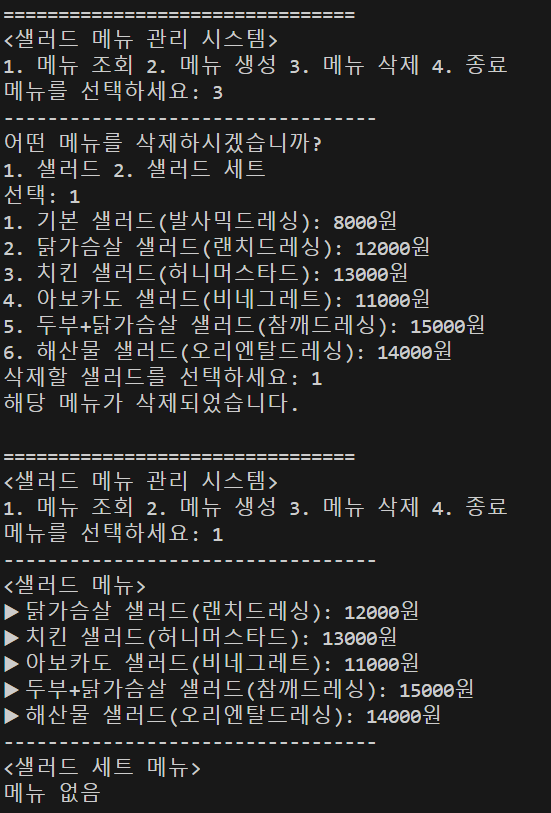 ================================
<샐러드 메뉴 관리 시스템>
1. 메뉴 조회 2. 메뉴 생성 3. 메뉴 삭제 4. 종료
메뉴를 선택하세요: 3
----------------------------------
어떤 메뉴를 삭제하시겠습니까?
1. 샐러드 2. 샐러드 세트
선택: 1
1. 기본 샐러드(발사믹드레싱): 8000원
2. 닭가슴살 샐러드(랜치드레싱): 12000원
3. 치킨 샐러드(허니머스타드): 13000원
4. 아보카도 샐러드(비네그레트): 11000원
5. 두부+닭가슴살 샐러드(참깨드레싱): 15000원
6. 해산물 샐러드(오리엔탈드레싱): 14000원
삭제할 샐러드를 선택하세요: 1
해당 메뉴가 삭제되었습니다.
================================
<샐러드 메뉴 관리 시스템>
1. 메뉴 조회 2. 메뉴 생성 3. 메뉴 삭제 4. 종료
메뉴를 선택하세요: 1
----------------------------------
<샐러드 메뉴>
▶ 닭가슴살 샐러드(랜치드레싱): 12000원
▶ 치킨 샐러드(허니머스타드): 13000원
▶ 아보카도 샐러드(비네그레트): 11000원
▶ 두부+닭가슴살 샐러드(참깨드레싱): 15000원
▶ 해산물 샐러드(오리엔탈드레싱): 14000원
----------------------------------
<샐러드 세트 메뉴>
메뉴 없음